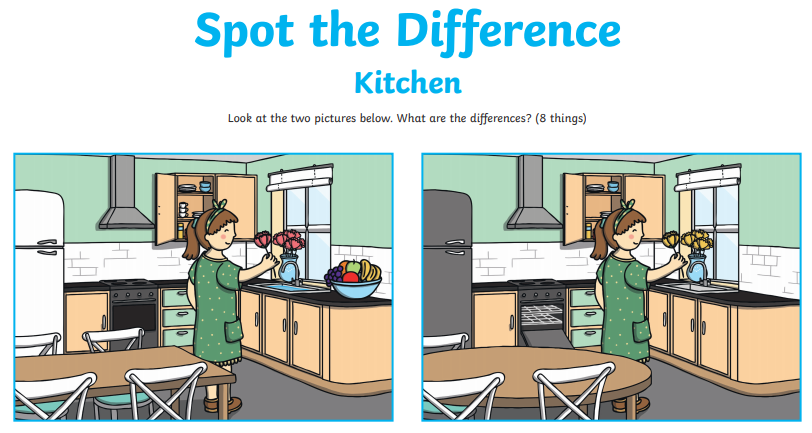 Spot the Difference
Kitchen
Look at the two pictures below. What are the differences? (8 things)